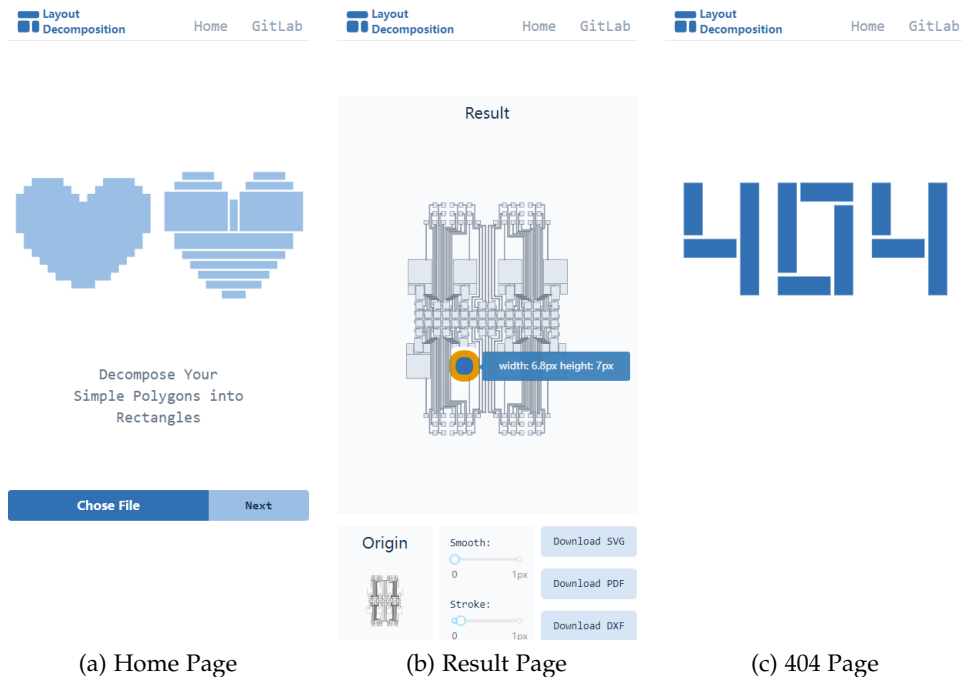 Layout
Decomposition
Home GitLab
Decompose Your
Simple Polygons into
Rectangles
Chose File
Next
(a) Home Page
Layout
Decomposition
Home GitLab
Result
width: 6.8px height: 7px
Origin
Smooth:
0 1px
Stroke:
0 1px
Download SVG
Download PDF
Download DXF
(b) Result Page
Layout
Decomposition
Home GitLab
404
(c) 404 Page